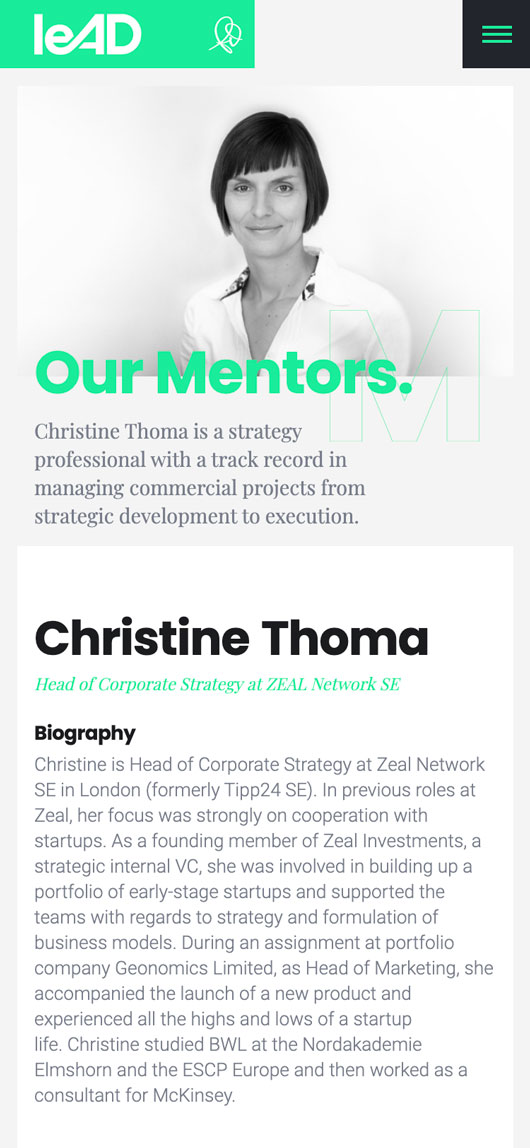 leAD
Our Mentors.
M
Christine Thoma is a strategy
professional with a track record in
managing commercial projects from
strategic development to execution.
Christine Thoma
Head of Corporate Strategy at ZEAL Network SE
Biography
Christine is Head of Corporate Strategy at Zeal Network
SE in London (formerly Tipp24 SE). In previous roles at
Zeal, her focus was strongly on cooperation with
startups. As a founding member of Zeal Investments, a
strategic internal VC, she was involved in building up a
portfolio of early-stage startups and supported the
teams with regards to strategy and formulation of
business models. During an assignment at portfolio
company Geonomics Limited, as Head of Marketing, she
accompanied the launch of a new product and
experienced all the highs and lows of a startup
life. Christine studied BWL at the Nordakademie
Elmshorn and the ESCP Europe and then worked as a
consultant for McKinsey.